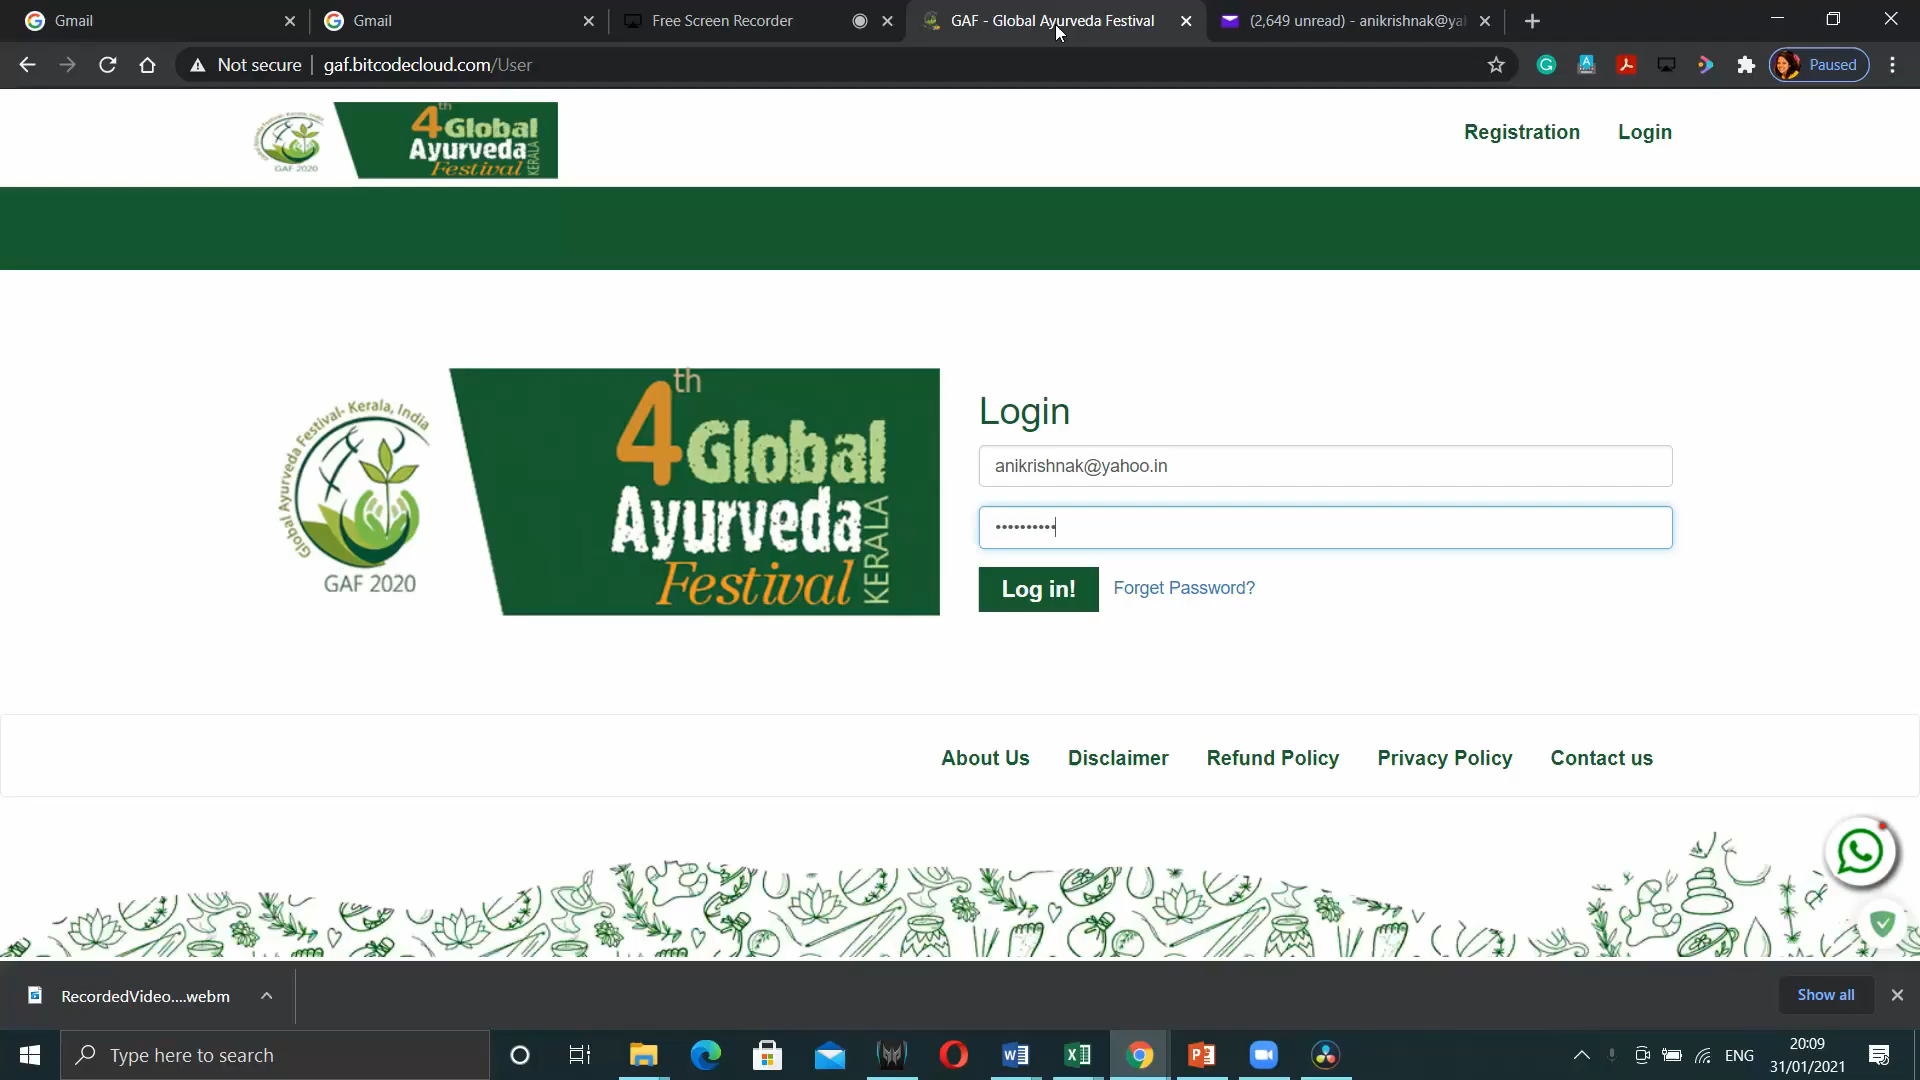 Gmail
Gmail
Free Screen Recorder
GAF - Global Ayurveda Festival
(2,649 unread) - anikrishnak@ya
Not secure
gaf.bitcodecloud.com/User
Paused
GAF 2020
4th Global
Ayurveda
Festival
KERALA
Registration
Login
Global Ayurveda Festival- Kerala, India
GAF 2020
4th
Global
Ayurveda
Festival
KERALA
Login
anikrishnak@yahoo.in
••••••••••
Log in!
Forget Password?
About Us
Disclaimer
Refund Policy
Privacy Policy
Contact us
RecordedVideo....webm
Show all
Type here to search
ENG
20:09
31/01/2021